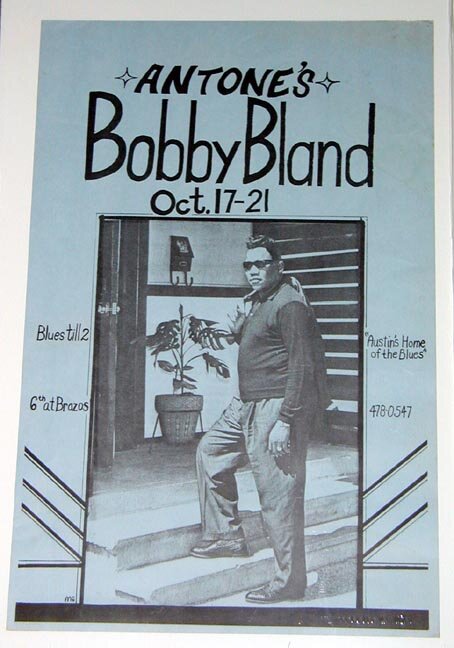 ANTONE'S
Bobby Bland
Oct. 17-21
Blues till 2
"Austin's Home
of the Blues"
6th at Brazos
478-0547